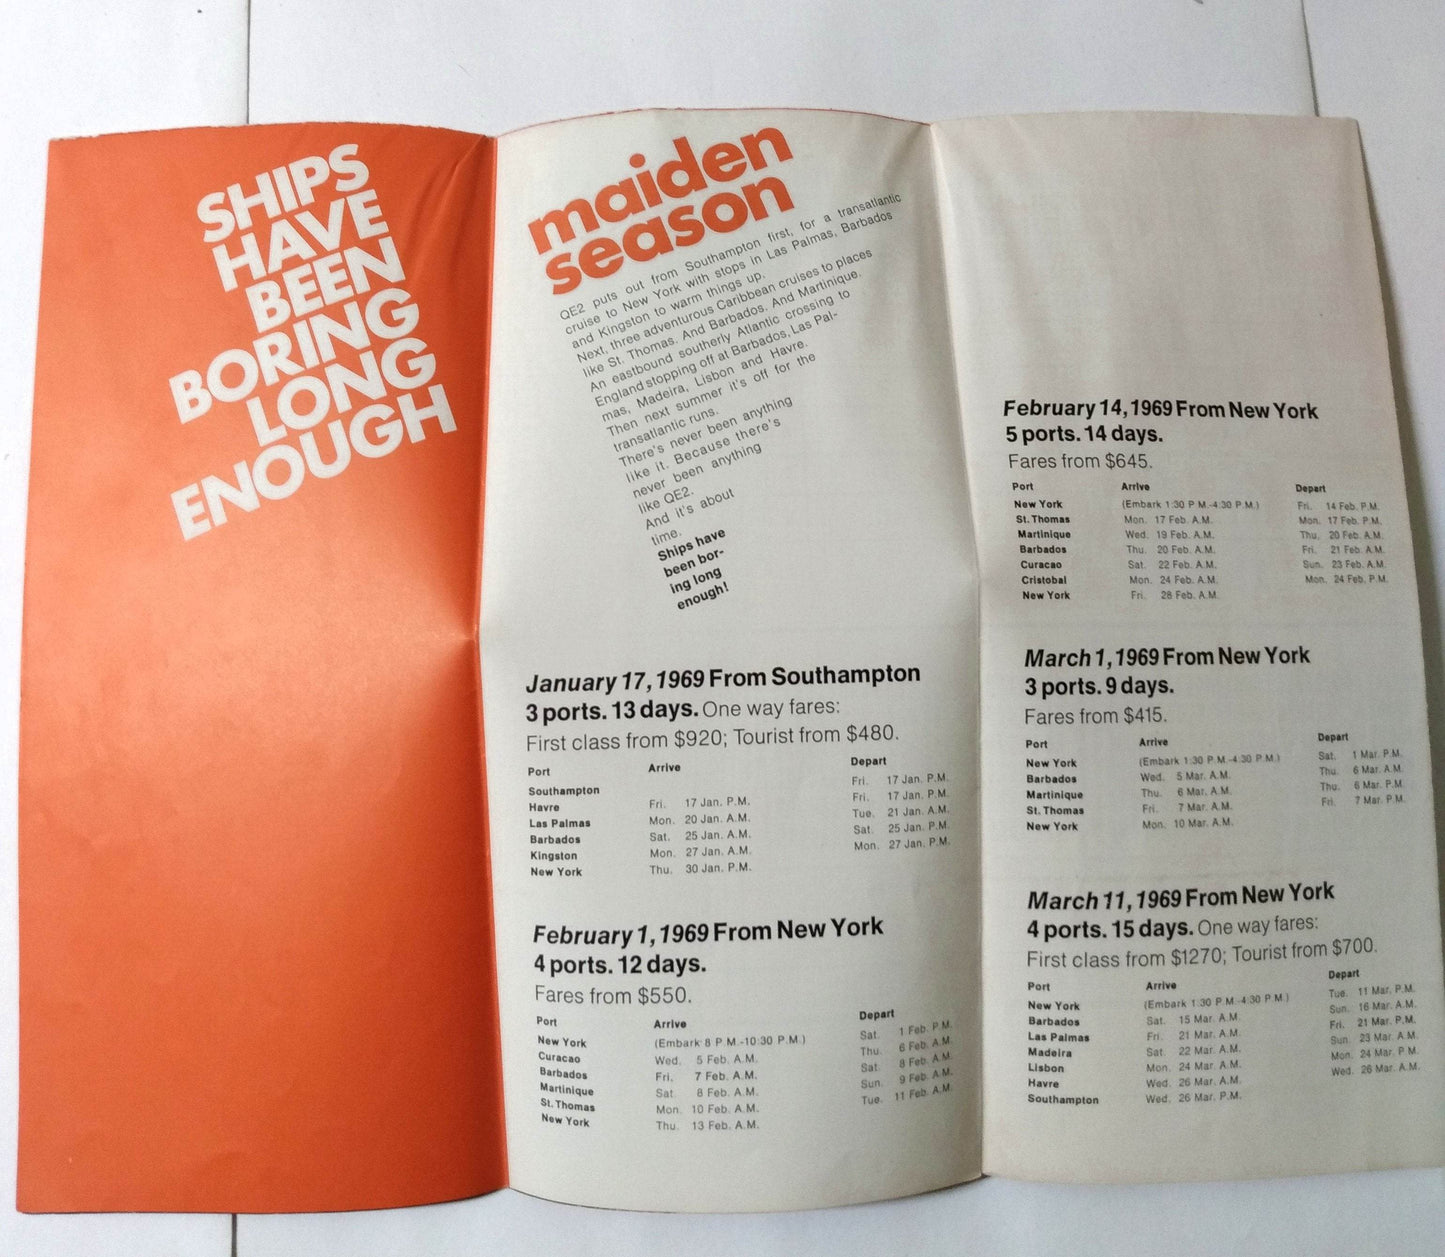 SHIPS
HAVE
BEEN
BORING
LONG
ENOUGH
maiden
season
QE2 puts out from Southampton first, for a transatlantic
cruise to New York with stops in Las Palmas, Barbados
and Kingston to warm things up.
Next, three adventurous Caribbean cruises to places
like St. Thomas. And Barbados. And Martinique.
An eastbound southerly Atlantic crossing to
England stopping off at Barbados, Las Pal-
mas, Madeira, Lisbon and Havre.
Then next summer it's off for the
transatlantic runs.
There's never been anything
like it. Because there's
never been anything
like QE2.
And it's about
time.
Ships have
been bor-
ing long
enough!
January 17, 1969 From Southampton
3 ports. 13 days. One way fares:
First class from $920; Tourist from $480.
Port Arrive Depart
Southampton Fri. 17 Jan. P.M.
Havre Fri. 17 Jan. P.M. Fri. 17 Jan. P.M.
Las Palmas Mon. 20 Jan. A.M. Tue. 21 Jan. A.M.
Barbados Sat. 25 Jan. A.M. Sat. 25 Jan. P.M.
Kingston Mon. 27 Jan. A.M. Mon. 27 Jan. P.M.
New York Thu. 30 Jan. P.M.
February 1, 1969 From New York
4 ports. 12 days.
Fares from $550.
Port Arrive Depart
New York (Embark 8 P.M.-10:30 P.M.) Sat. 1 Feb. P.M.
Curacao Wed. 5 Feb. A.M. Thu. 6 Feb. A.M.
Barbados Fri. 7 Feb. A.M. Sat. 8 Feb. A.M.
Martinique Sat. 8 Feb. A.M. Sun. 9 Feb. A.M.
St. Thomas Mon. 10 Feb. A.M. Tue. 11 Feb. A.M.
New York Thu. 13 Feb. A.M.
February 14, 1969 From New York
5 ports. 14 days.
Fares from $645.
Port Arrive Depart
New York (Embark 1:30 P.M.-4:30 P.M.) Fri. 14 Feb. P.M.
St. Thomas Mon. 17 Feb. A.M. Mon. 17 Feb. P.M.
Martinique Wed. 19 Feb. A.M. Thu. 20 Feb. A.M.
Barbados Thu. 20 Feb. A.M. Fri. 21 Feb. A.M.
Curacao Sat. 22 Feb. A.M. Sun. 23 Feb. A.M.
Cristobal Mon. 24 Feb. A.M. Mon. 24 Feb. P.M.
New York Fri. 28 Feb. A.M.
March 1, 1969 From New York
3 ports. 9 days.
Fares from $415.
Port Arrive Depart
New York (Embark 1:30 P.M.-4:30 P.M.) Sat. 1 Mar. P.M.
Barbados Wed. 5 Mar. A.M. Thu. 6 Mar. A.M.
Martinique Thu. 6 Mar. A.M. Thu. 6 Mar. P.M.
St. Thomas Fri. 7 Mar. A.M. Fri. 7 Mar. P.M.
New York Mon. 10 Mar. A.M.
March 11, 1969 From New York
4 ports. 15 days. One way fares:
First class from $1270; Tourist from $700.
Port Arrive Depart
New York (Embark 1:30 P.M.-4:30 P.M.) Tue. 11 Mar. P.M.
Barbados Sat. 15 Mar. A.M. Sun. 16 Mar. A.M.
Las Palmas Fri. 21 Mar. A.M. Fri. 21 Mar. P.M.
Madeira Sat. 22 Mar. A.M. Sun. 23 Mar. A.M.
Lisbon Mon. 24 Mar. A.M. Mon. 24 Mar. P.M.
Havre Wed. 26 Mar. A.M. Wed. 26 Mar. A.M.
Southampton Wed. 26 Mar. P.M.